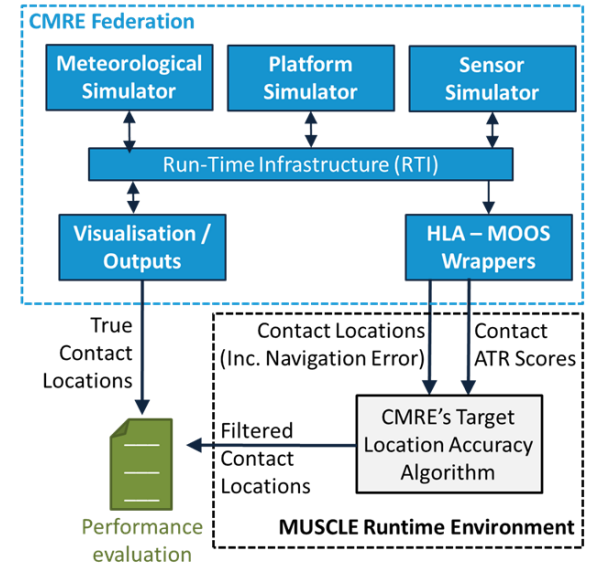 CMRE Federation
Meteorological
Simulator
Platform
Simulator
Sensor
Simulator
Run-Time Infrastructure (RTI)
Visualisation /
Outputs
HLA – MOOS
Wrappers
True
Contact
Locations
Contact Locations
(Inc. Navigation Error)
Contact
ATR Scores
CMRE's Target
Location Accuracy
Algorithm
Filtered
Contact
Locations
Performance
evaluation
MUSCLE Runtime Environment